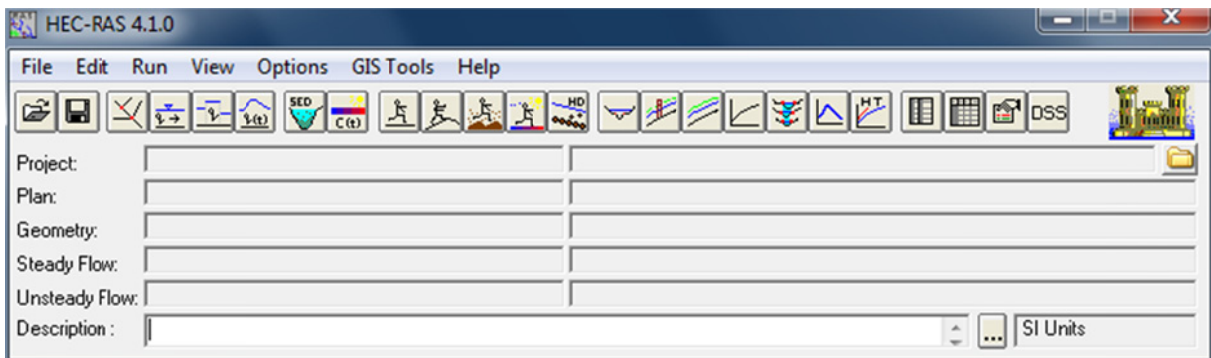 HEC-RAS 4.1.0
File Edit Run View Options GIS Tools Help
SED C(t) HD HT DSS
Project:
Plan:
Geometry:
Steady Flow:
Unsteady Flow:
Description : ... SI Units